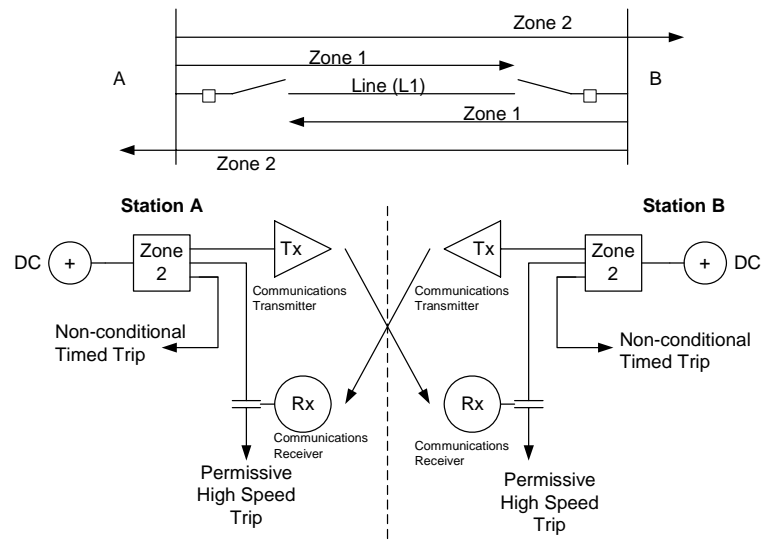 Zone 2
Zone 1
A
Line (L1)
B
Zone 1
Zone 2
Station A
Station B
DC
+
Zone
2
Tx
Communications
Transmitter
Tx
Communications
Transmitter
Zone
2
+
DC
Non-conditional
Timed Trip
Non-conditional
Timed Trip
Rx
Communications
Receiver
Rx
Communications
Receiver
Permissive
High Speed
Trip
Permissive
High Speed
Trip